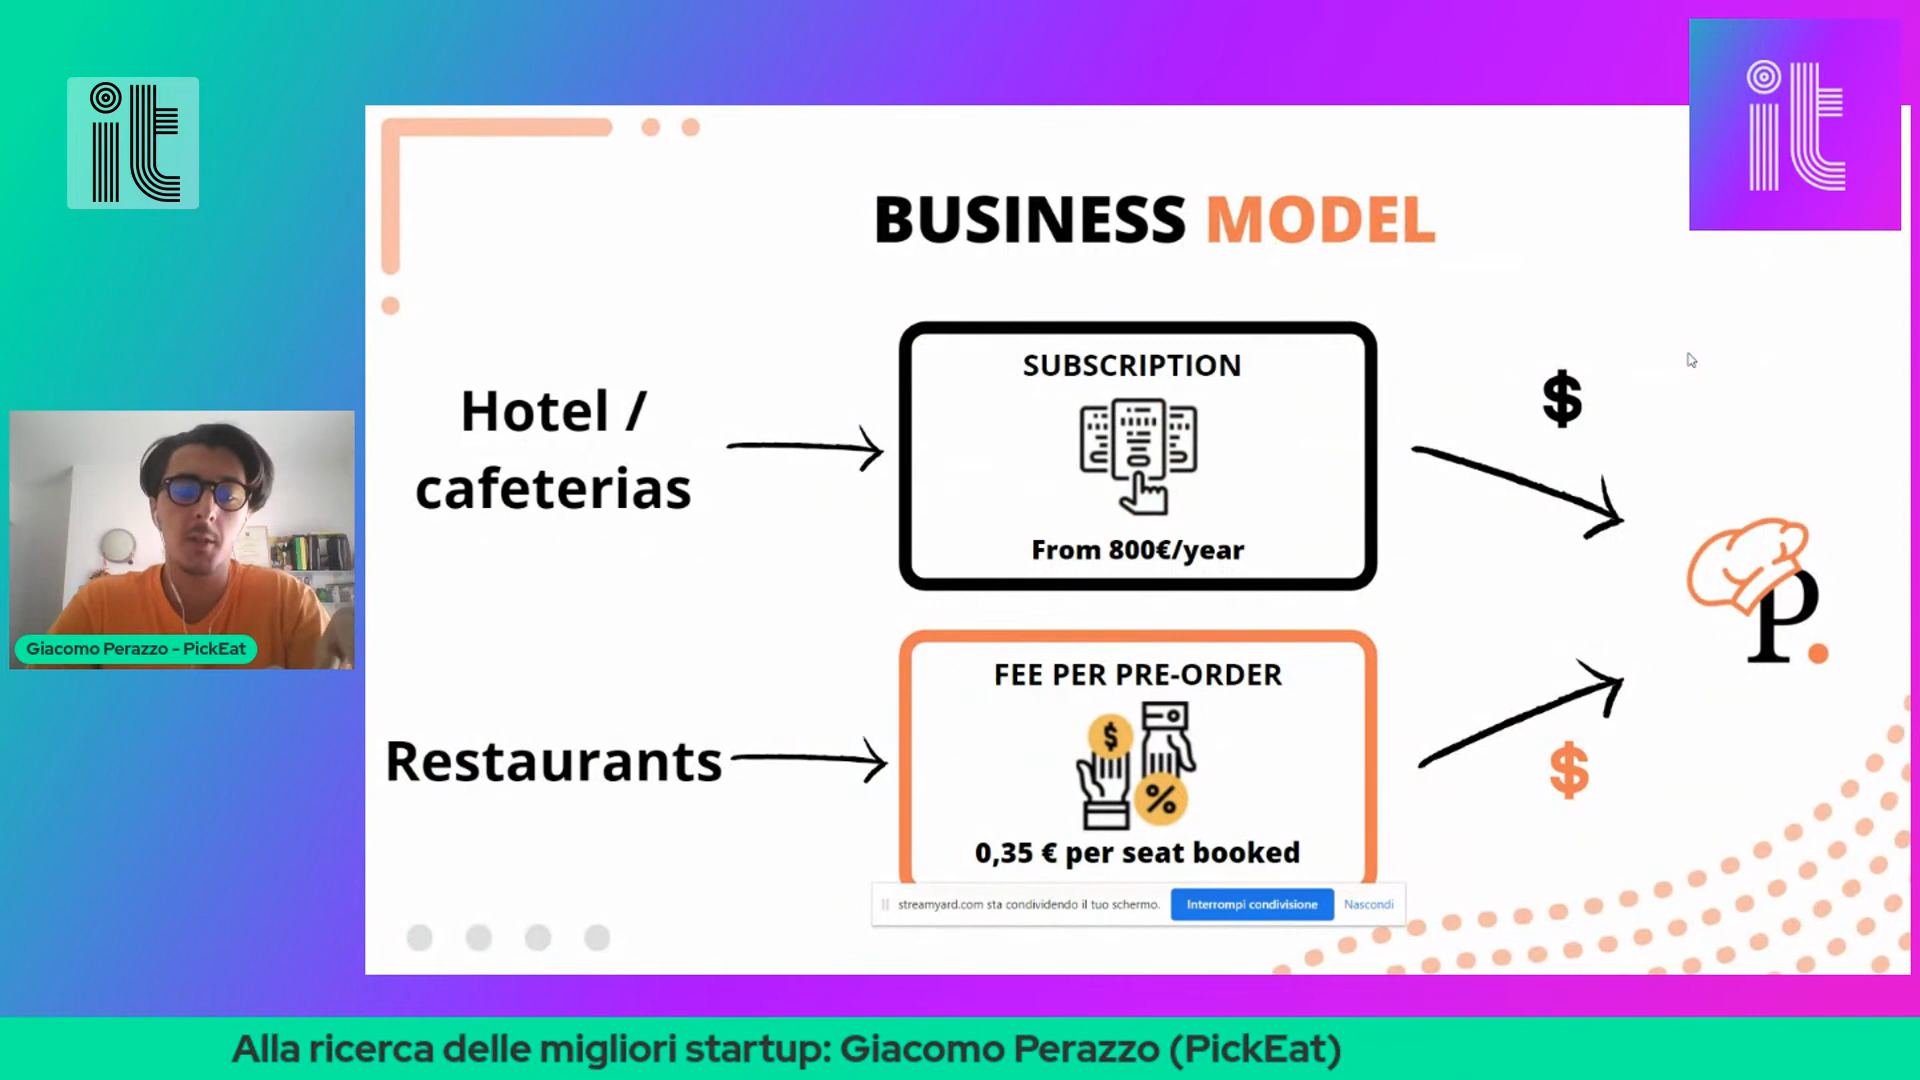 it
it
BUSINESS MODEL
Hotel /
cafeterias
SUBSCRIPTION
From 800€/year
$
P.
Restaurants
FEE PER PRE-ORDER
$
%
0,35 € per seat booked
$
streamyard.com sta condividendo il tuo schermo.
Interrompi condivisione
Nascondi
Giacomo Perazzo - PickEat
Alla ricerca delle migliori startup: Giacomo Perazzo (PickEat)